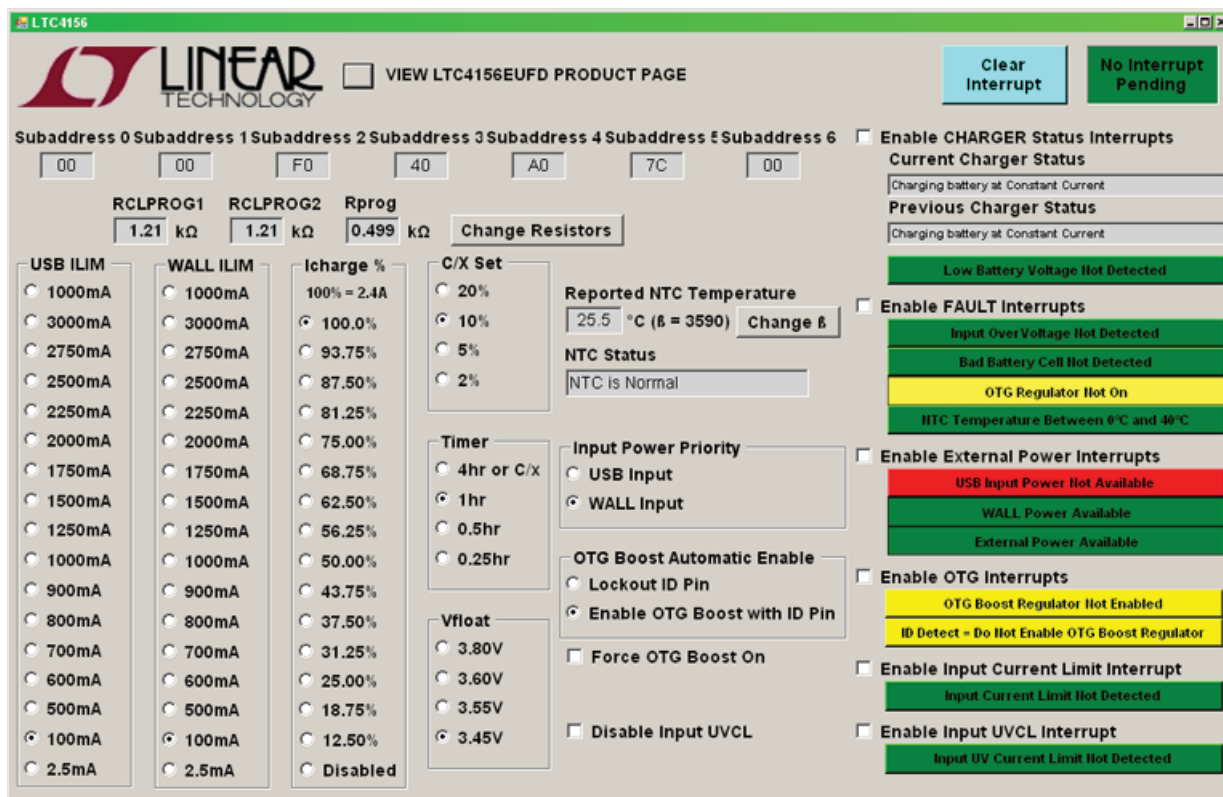 LTC4156
LINEAR
TECHNOLOGY
VIEW LTC4156EUFD PRODUCT PAGE
Clear
Interrupt
No Interrupt
Pending
Subaddress 0 Subaddress 1 Subaddress 2 Subaddress 3 Subaddress 4 Subaddress 5 Subaddress 6
00 00 F0 40 A0 7C 00
RCLPROG1 RCLPROG2 Rprog
1.21 kΩ 1.21 kΩ 0.499 kΩ Change Resistors
USB ILIM
1000mA
3000mA
2750mA
2500mA
2250mA
2000mA
1750mA
1500mA
1250mA
1000mA
900mA
800mA
700mA
600mA
500mA
100mA
2.5mA
WALL ILIM
1000mA
3000mA
2750mA
2500mA
2250mA
2000mA
1750mA
1500mA
1250mA
1000mA
900mA
800mA
700mA
600mA
500mA
100mA
2.5mA
Icharge %
100% = 2.4A
100.0%
93.75%
87.50%
81.25%
75.00%
68.75%
62.50%
56.25%
50.00%
43.75%
37.50%
31.25%
25.00%
18.75%
12.50%
Disabled
C/X Set
20%
10%
5%
2%
Timer
4hr or C/x
1hr
0.5hr
0.25hr
Vfloat
3.80V
3.60V
3.55V
3.45V
Reported NTC Temperature
25.5 °C (ß = 3590) Change ß
NTC Status
NTC is Normal
Input Power Priority
USB Input
WALL Input
OTG Boost Automatic Enable
Lockout ID Pin
Enable OTG Boost with ID Pin
Force OTG Boost On
Disable Input UVCL
Enable CHARGER Status Interrupts
Current Charger Status
Charging battery at Constant Current
Previous Charger Status
Charging battery at Constant Current
Low Battery Voltage Not Detected
Enable FAULT Interrupts
Input OverVoltage Not Detected
Bad Battery Cell Not Detected
OTG Regulator Not On
NTC Temperature Between 0°C and 40°C
Enable External Power Interrupts
USB Input Power Not Available
WALL Power Available
External Power Available
Enable OTG Interrupts
OTG Boost Regulator Not Enabled
ID Detect = Do Not Enable OTG Boost Regulator
Enable Input Current Limit Interrupt
Input Current Limit Not Detected
Enable Input UVCL Interrupt
Input UV Current Limit Not Detected